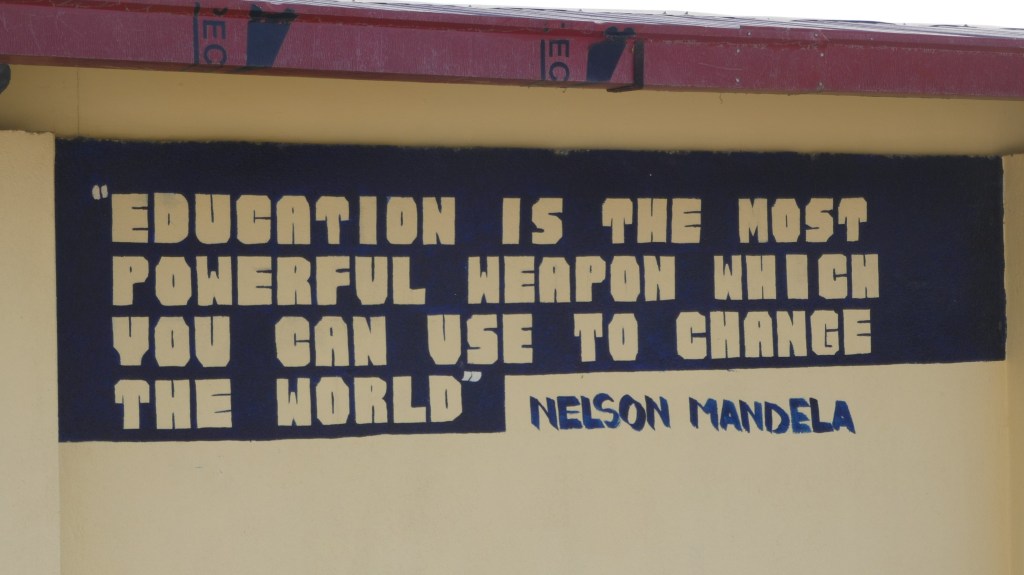 "EDUCATION IS THE MOST
POWERFUL WEAPON WHICH
YOU CAN USE TO CHANGE
THE WORLD"
NELSON MANDELA